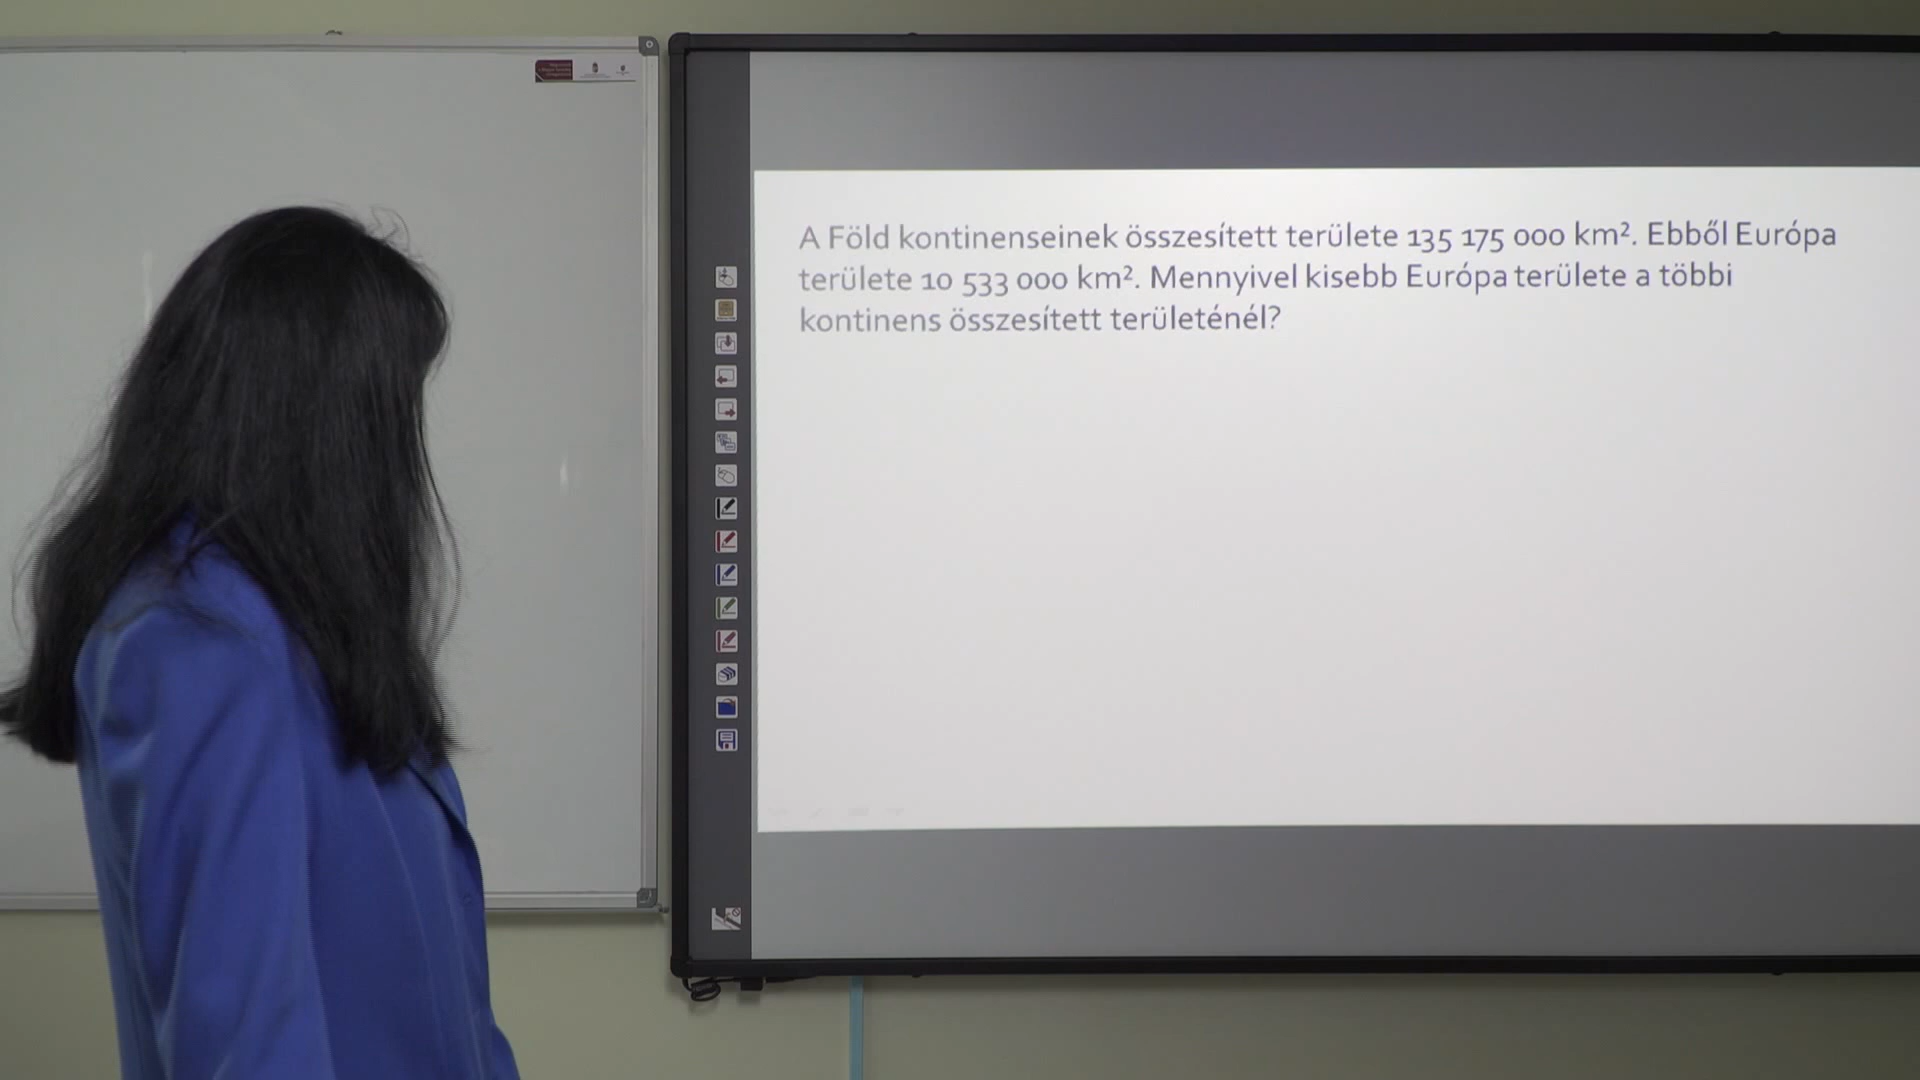 A Föld kontinenseinek összesített területe 135 175 000 km². Ebből Európa
területe 10 533 000 km². Mennyivel kisebb Európa területe a többi
kontinens összesített területénél?